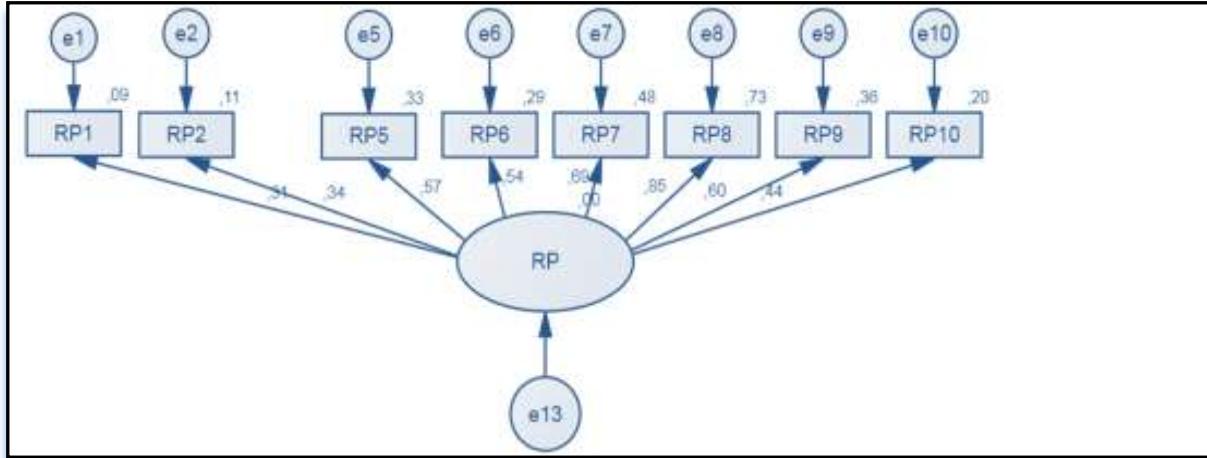 e1 e2 e5 e6 e7 e8 e9 e10
,09 ,11 ,33 ,29 ,48 ,73 ,36 ,20
RP1 RP2 RP5 RP6 RP7 RP8 RP9 RP10
,31 ,34 ,57 ,54 ,69 ,85 ,60 ,44
,00
RP
e13